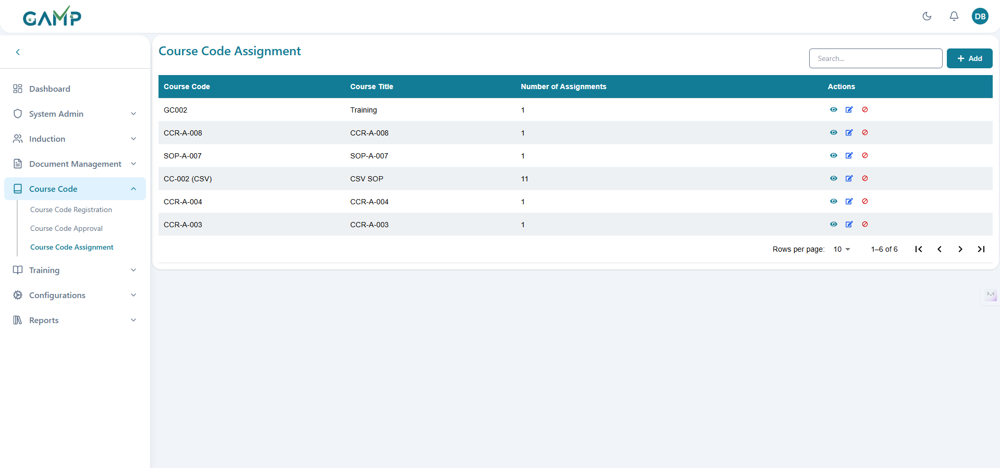 GAMP
DB
Course Code Assignment
Search...
Add
Dashboard
System Admin
Induction
Document Management
Course Code
Course Code Registration
Course Code Approval
Course Code Assignment
Training
Configurations
Reports
Course Code Course Title Number of Assignments Actions
GC002 Training 1
CCR-A-008 CCR-A-008 1
SOP-A-007 SOP-A-007 1
CC-002 (CSV) CSV SOP 11
CCR-A-004 CCR-A-004 1
CCR-A-003 CCR-A-003 1
Rows per page: 10 1–6 of 6